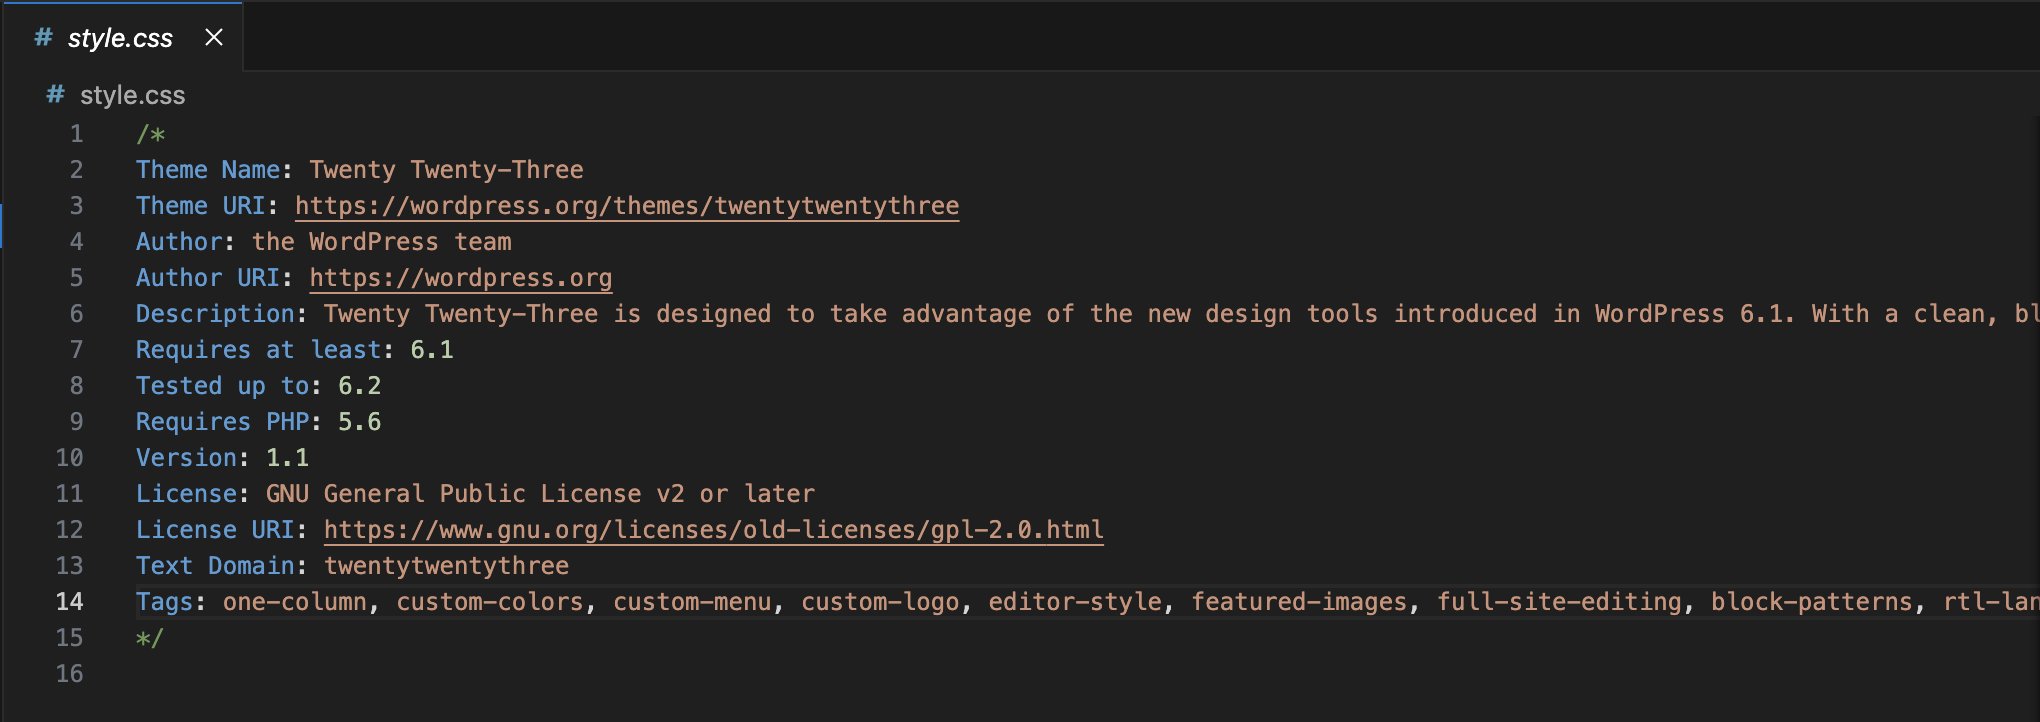 # style.css ×
# style.css
1 /*
2 Theme Name: Twenty Twenty-Three
3 Theme URI: https://wordpress.org/themes/twentytwentythree
4 Author: the WordPress team
5 Author URI: https://wordpress.org
6 Description: Twenty Twenty-Three is designed to take advantage of the new design tools introduced in WordPress 6.1. With a clean, bl
7 Requires at least: 6.1
8 Tested up to: 6.2
9 Requires PHP: 5.6
10 Version: 1.1
11 License: GNU General Public License v2 or later
12 License URI: https://www.gnu.org/licenses/old-licenses/gpl-2.0.html
13 Text Domain: twentytwentythree
14 Tags: one-column, custom-colors, custom-menu, custom-logo, editor-style, featured-images, full-site-editing, block-patterns, rtl-lan
15 */
16